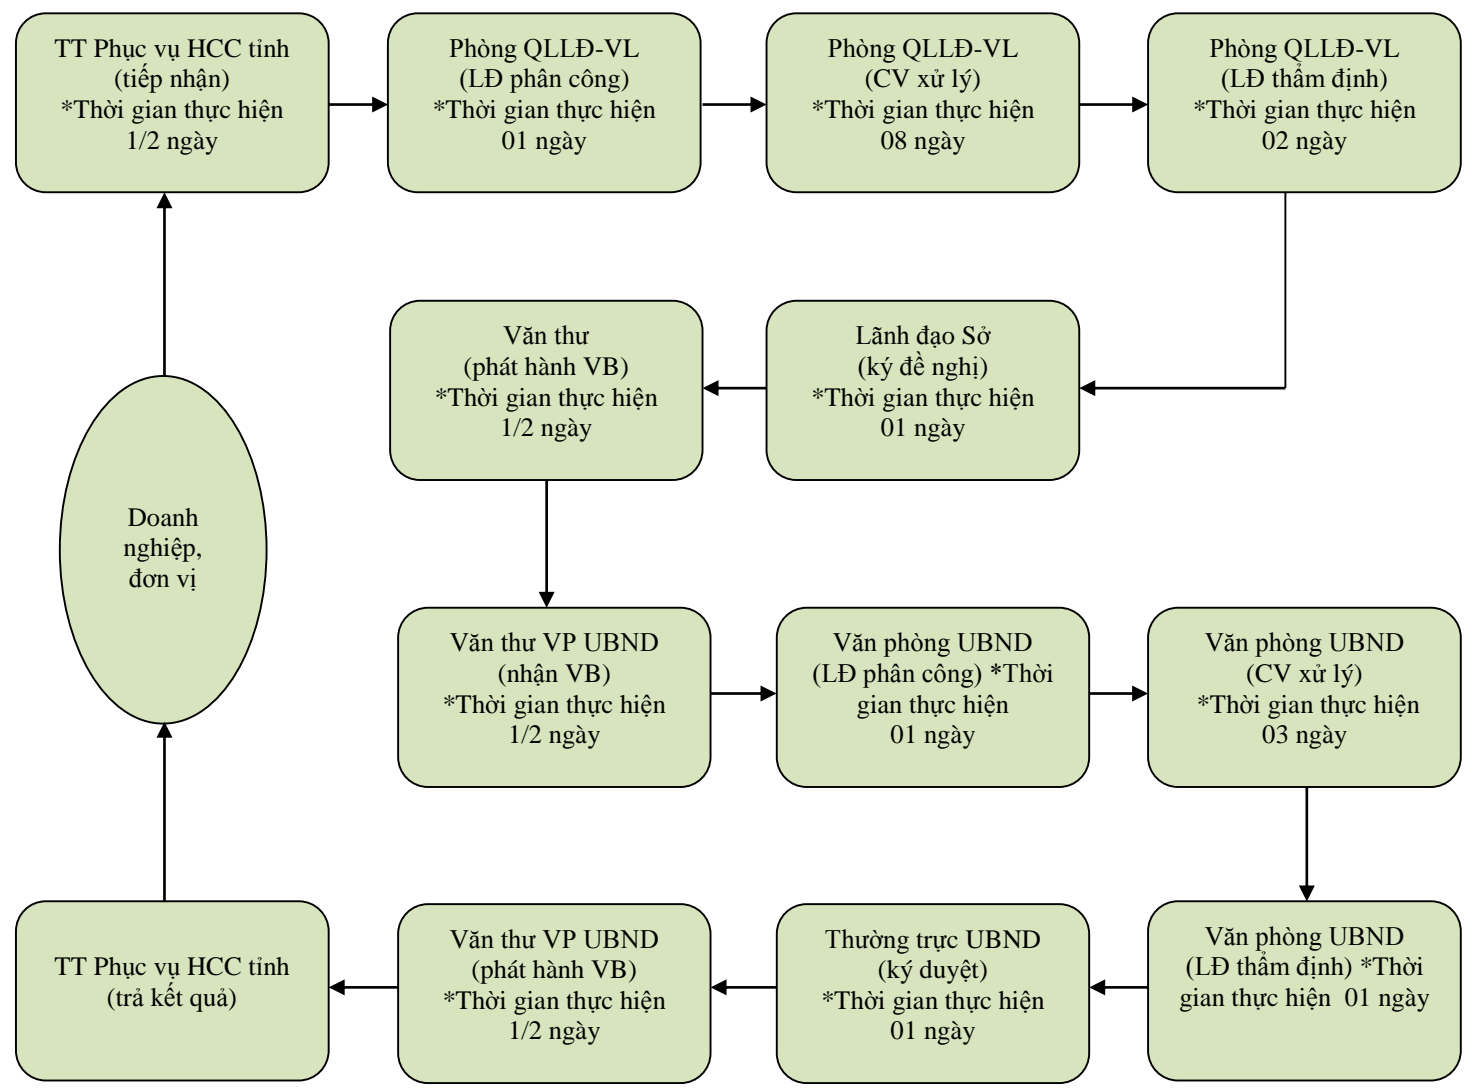 TT Phục vụ HCC tỉnh
(tiếp nhận)
*Thời gian thực hiện
1/2 ngày
Phòng QLLĐ-VL
(LĐ phân công)
*Thời gian thực hiện
01 ngày
Phòng QLLĐ-VL
(CV xử lý)
*Thời gian thực hiện
08 ngày
Phòng QLLĐ-VL
(LĐ thẩm định)
*Thời gian thực hiện
02 ngày
Lãnh đạo Sở
(ký đề nghị)
*Thời gian thực hiện
01 ngày
Văn thư
(phát hành VB)
*Thời gian thực hiện
1/2 ngày
Doanh
nghiệp,
đơn vị
Văn thư VP UBND
(nhận VB)
*Thời gian thực hiện
1/2 ngày
Văn phòng UBND
(LĐ phân công) *Thời
gian thực hiện
01 ngày
Văn phòng UBND
(CV xử lý)
*Thời gian thực hiện
03 ngày
Văn phòng UBND
(LĐ thẩm định) *Thời
gian thực hiện 01 ngày
Thường trực UBND
(ký duyệt)
*Thời gian thực hiện
01 ngày
Văn thư VP UBND
(phát hành VB)
*Thời gian thực hiện
1/2 ngày
TT Phục vụ HCC tỉnh
(trả kết quả)